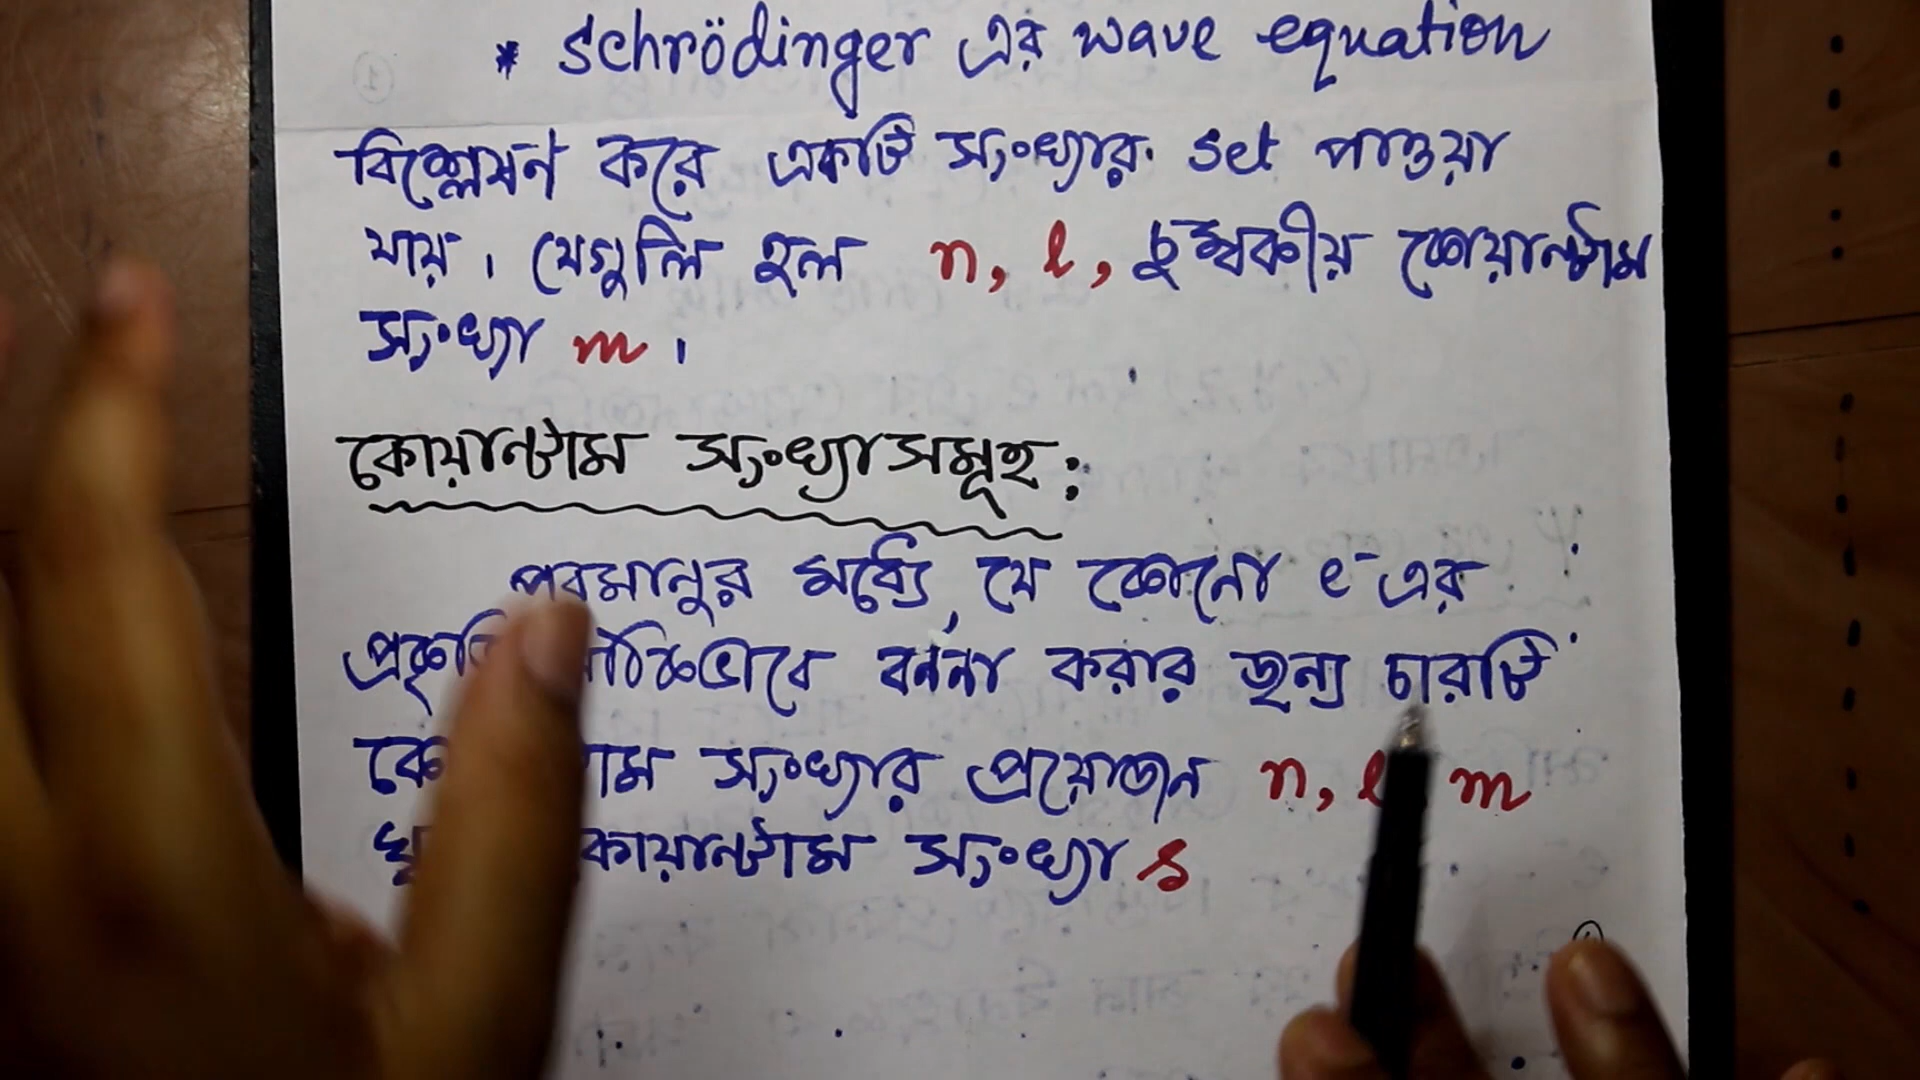 * Schrödinger এর wave equation
বিশ্লেষণ করে একটি সংখ্যার set পাওয়া
যায়। যেগুলি হল n, l, চুম্বকীয় কোয়ান্টাম
সংখ্যা m।
কোয়ান্টাম সংখ্যাসমূহ:
পরমানুর মধ্যে যে কোনো e⁻ এর
বর্ননা করার জন্য চারটি
সংখ্যার প্রয়োজন n, l m
কোয়ান্টাম সংখ্যা s